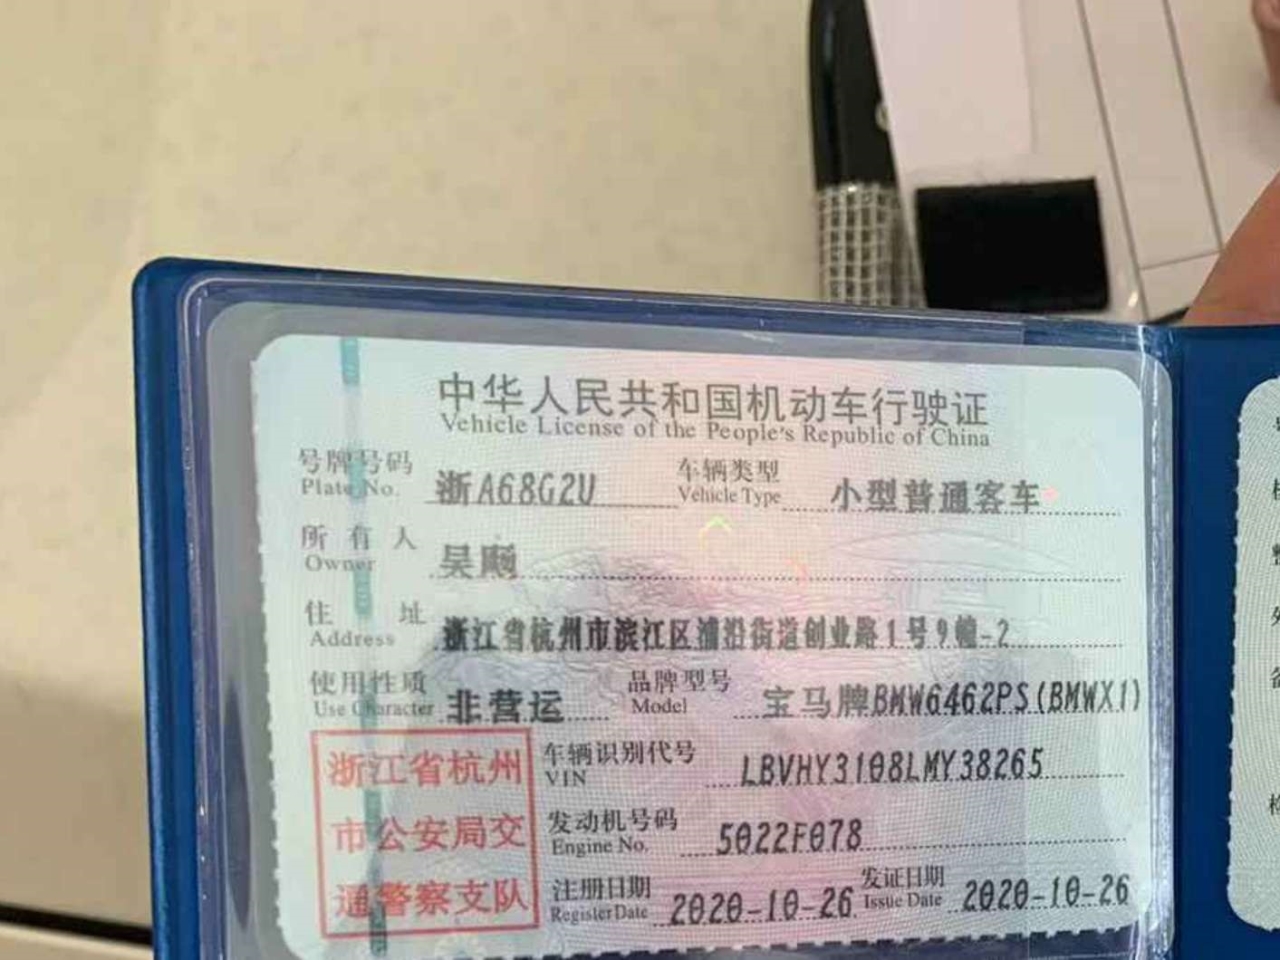 中华人民共和国机动车行驶证
Vehicle License of the People's Republic of China
号牌号码 浙A68G2U 车辆类型 小型普通客车
Plate No. Vehicle Type
所有人 吴飚
Owner
住址 浙江省杭州市滨江区浦沿街道创业路1号9幢-2
Address
使用性质 非营运 品牌型号 宝马牌BMW6462PS(BMWX1)
Use Character Model
浙江省杭州
市公安局交
通警察支队
车辆识别代号 LBVHY3108LMY38265
VIN
发动机号码 5022F078
Engine No.
注册日期 2020-10-26 发证日期 2020-10-26
Register Date Issue Date